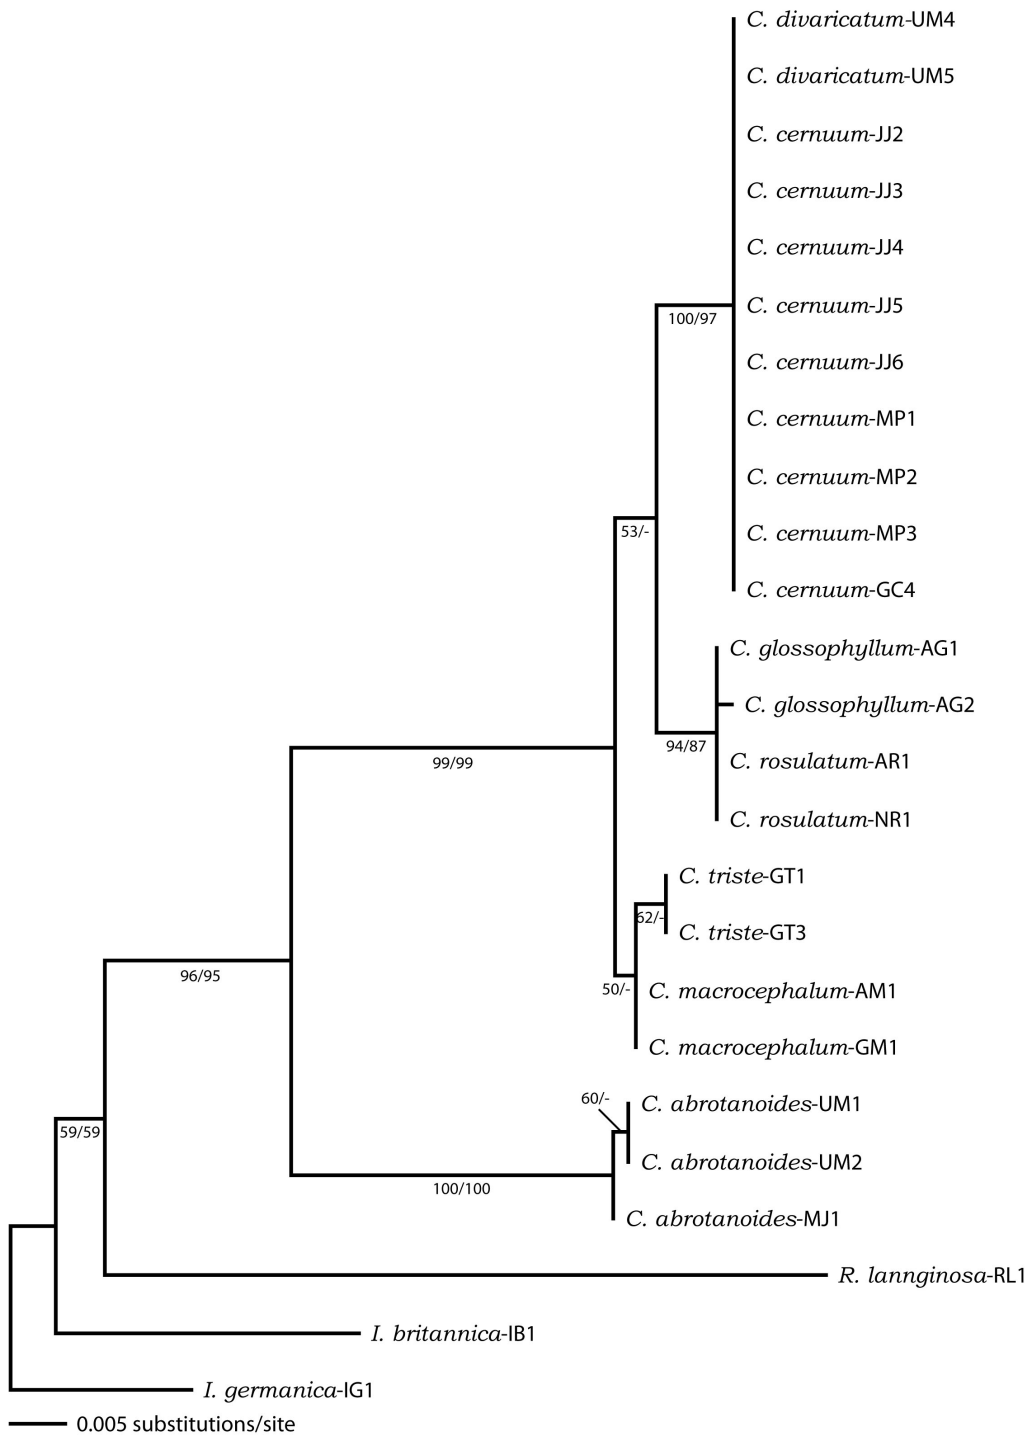 C. divaricatum-UM4
C. divaricatum-UM5
C. cernuum-JJ2
C. cernuum-JJ3
C. cernuum-JJ4
C. cernuum-JJ5
100/97
C. cernuum-JJ6
C. cernuum-MP1
C. cernuum-MP2
C. cernuum-MP3
53/-
C. cernuum-GC4
C. glossophyllum-AG1
C. glossophyllum-AG2
94/87
C. rosulatum-AR1
99/99
C. rosulatum-NR1
C. triste-GT1
62/-
C. triste-GT3
96/95
50/-
C. macrocephalum-AM1
C. macrocephalum-GM1
60/-
C. abrotanoides-UM1
59/59
C. abrotanoides-UM2
100/100
C. abrotanoides-MJ1
R. lannginosa-RL1
I. britannica-IB1
I. germanica-IG1
0.005 substitutions/site